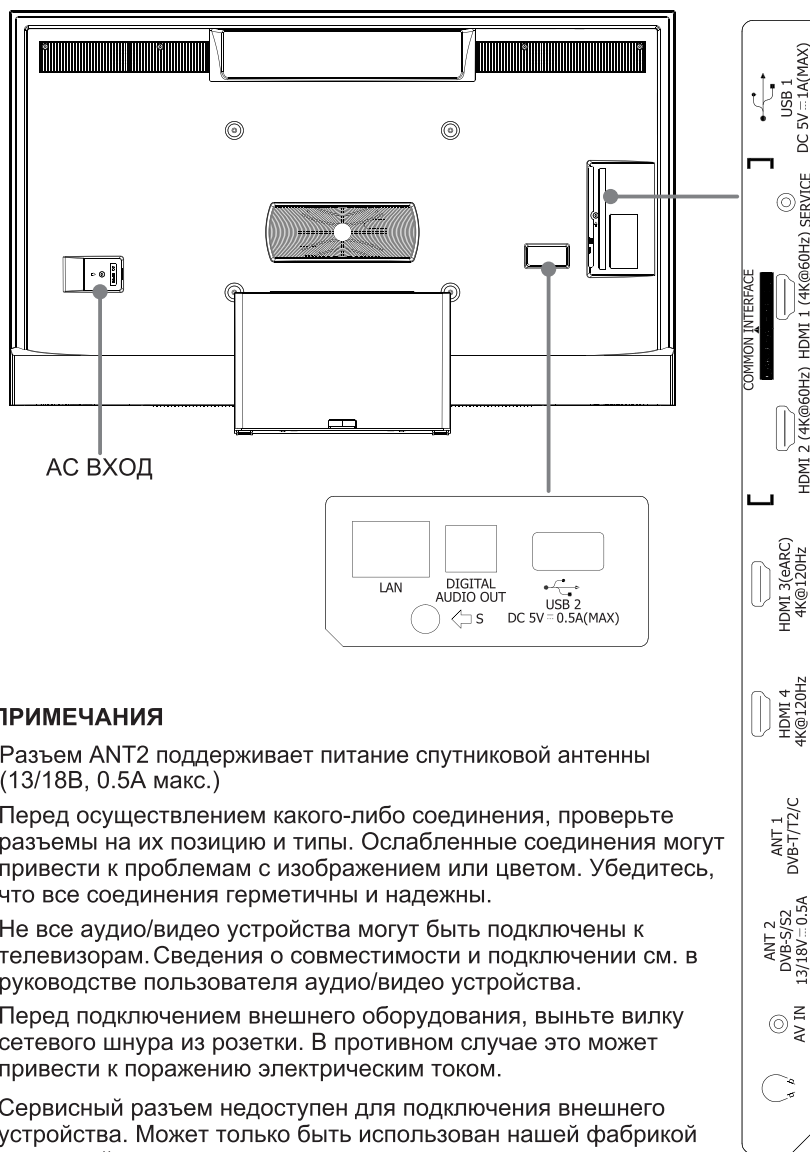 USB 1
DC 5V ⎓ 1A(MAX)
SERVICE
COMMON INTERFACE
HDMI 1 (4K@60Hz)
HDMI 2 (4K@60Hz)
HDMI 3(eARC)
4K@120Hz
HDMI 4
4K@120Hz
ANT 1
DVB-T/T2/C
ANT 2
DVB-S/S2
13/18V ⎓ 0.5A
AV IN
АС ВХОД
LAN
DIGITAL
AUDIO OUT
USB 2
DC 5V ⎓ 0.5A(MAX)
S
ПРИМЕЧАНИЯ
Разъем ANT2 поддерживает питание спутниковой антенны
(13/18В, 0.5А макс.)
Перед осуществлением какого-либо соединения, проверьте
разъемы на их позицию и типы. Ослабленные соединения могут
привести к проблемам с изображением или цветом. Убедитесь,
что все соединения герметичны и надежны.
Не все аудио/видео устройства могут быть подключены к
телевизорам. Сведения о совместимости и подключении см. в
руководстве пользователя аудио/видео устройства.
Перед подключением внешнего оборудования, выньте вилку
сетевого шнура из розетки. В противном случае это может
привести к поражению электрическим током.
Сервисный разъем недоступен для подключения внешнего
устройства. Может только быть использован нашей фабрикой